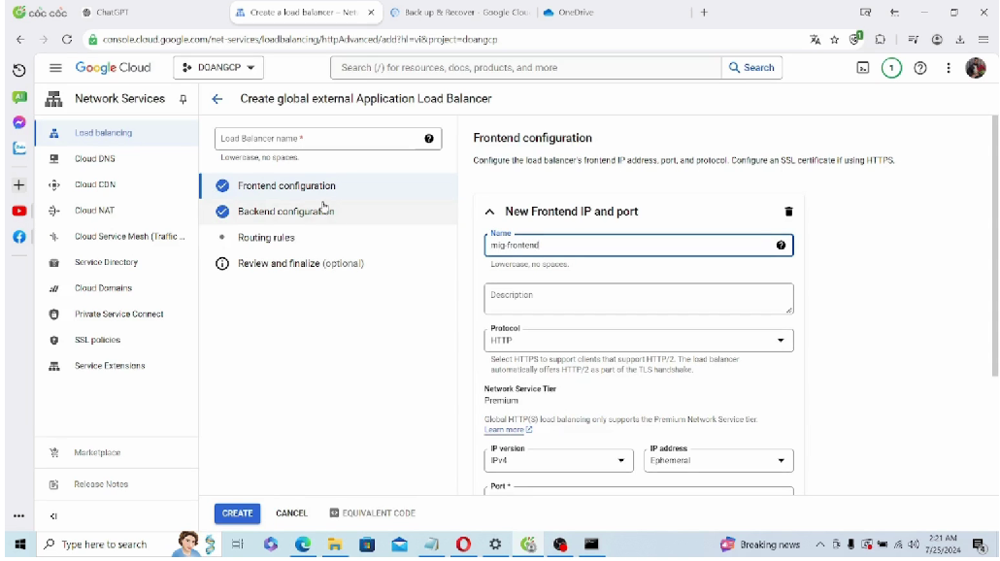 cốc cốc
ChatGPT
Create a load balancer – Net
Back up & Recover - Google Clou
OneDrive
console.cloud.google.com/net-services/loadbalancing/httpAdvanced/add?hl=vi&project=doangcp
1
Google Cloud
DOANGCP
Search (/) for resources, docs, products, and more
Search
1
Network Services
Create global external Application Load Balancer
Load balancing
Cloud DNS
Cloud CDN
Cloud NAT
Cloud Service Mesh (Traffic ...
Service Directory
Cloud Domains
Private Service Connect
SSL policies
Service Extensions
Marketplace
Release Notes
Load Balancer name *
Lowercase, no spaces.
Frontend configuration
Backend configuration
Routing rules
Review and finalize (optional)
Frontend configuration
Configure the load balancer's frontend IP address, port, and protocol. Configure an SSL certificate if using HTTPS.
New Frontend IP and port
Name
mig-frontend
Lowercase, no spaces.
Description
Protocol
HTTP
Select HTTPS to support clients that support HTTP/2. The load balancer
automatically offers HTTP/2 as part of the TLS handshake.
Network Service Tier
Premium
Global HTTP(S) load balancing only supports the Premium Network Service tier.
Learn more
IP version
IPv4
IP address
Ephemeral
Port *
CREATE
CANCEL
EQUIVALENT CODE
Type here to search
Breaking news
2:21 AM
7/25/2024